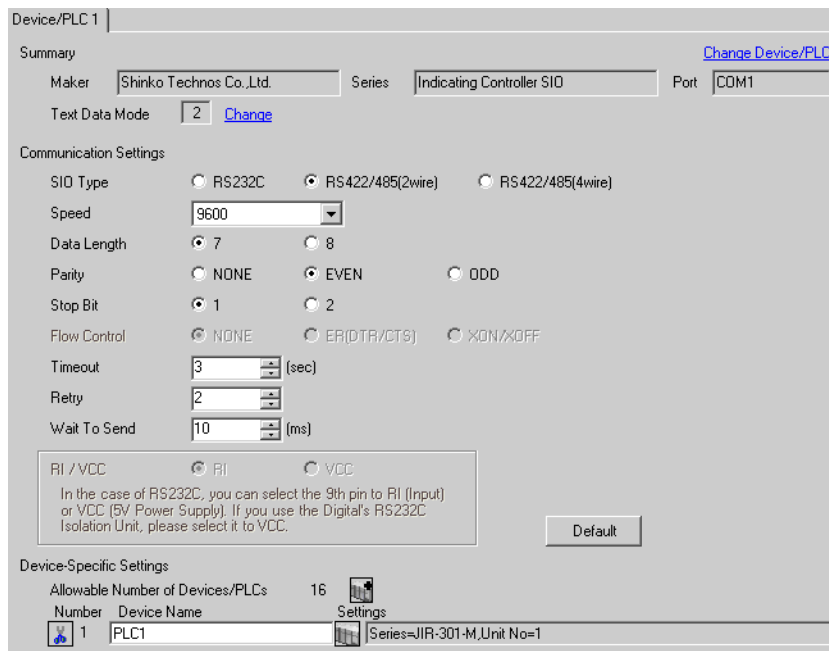 Device/PLC 1
Summary Change Device/PLC
Maker Shinko Technos Co.,Ltd. Series Indicating Controller SIO Port COM1
Text Data Mode 2 Change
Communication Settings
SIO Type RS232C RS422/485(2wire) RS422/485(4wire)
Speed 9600
Data Length 7 8
Parity NONE EVEN ODD
Stop Bit 1 2
Flow Control NONE ER(DTR/CTS) XON/XOFF
Timeout 3 (sec)
Retry 2
Wait To Send 10 (ms)
RI / VCC RI VCC
In the case of RS232C, you can select the 9th pin to RI (Input)
or VCC (5V Power Supply). If you use the Digital's RS232C
Isolation Unit, please select it to VCC.
Default
Device-Specific Settings
Allowable Number of Devices/PLCs 16
Number Device Name Settings
1 PLC1 Series=JIR-301-M,Unit No=1